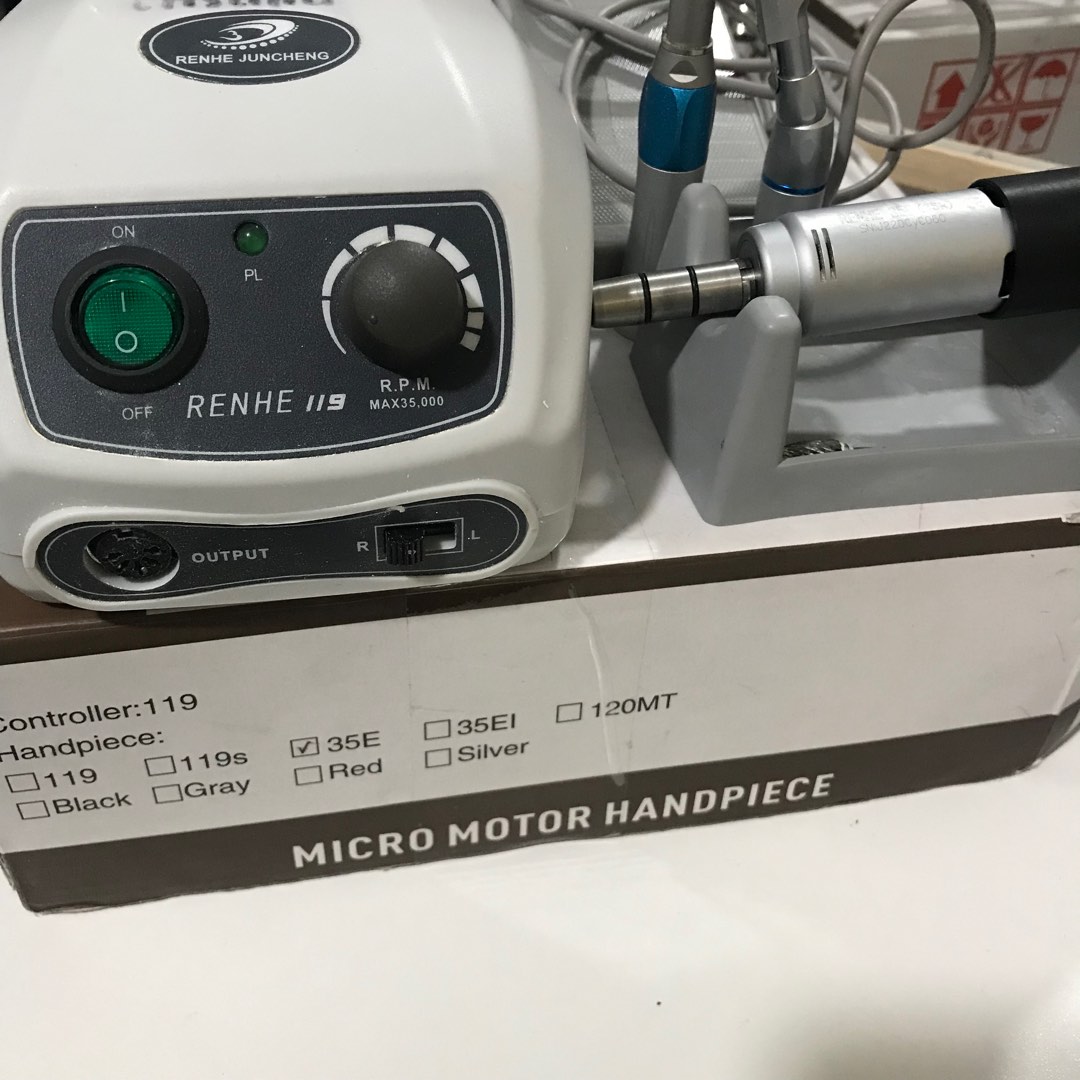 RENHE JUNCHENG
ON
PL
I
O
OFF
RENHE 119
R.P.M.
MAX35,000
OUTPUT
R
L
Controller:119
Handpiece:
119
119s
35E
35EI
120MT
Black
Gray
Red
Silver
MICRO MOTOR HANDPIECE